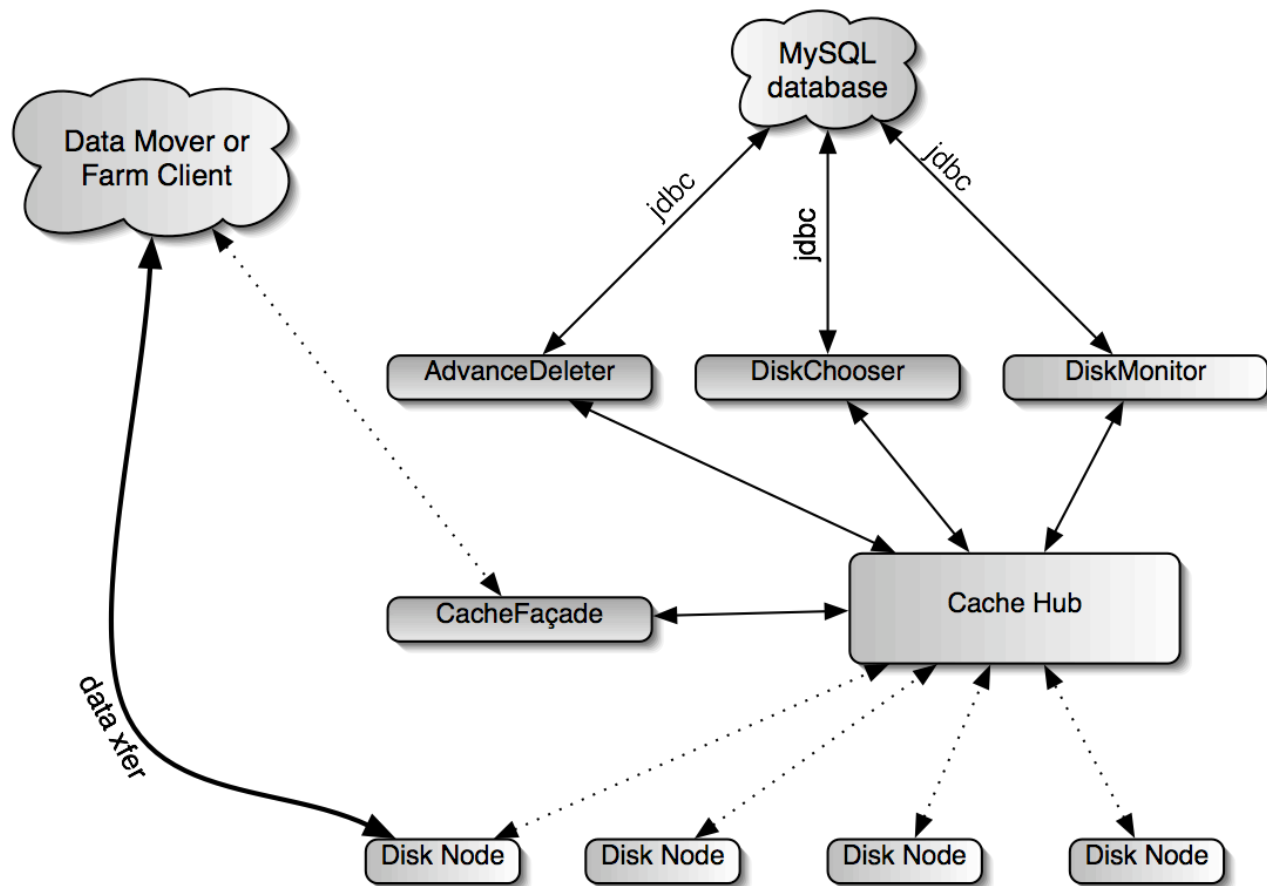 MySQL
database
Data Mover or
Farm Client
jdbc
jdbc
jdbc
AdvanceDeleter
DiskChooser
DiskMonitor
CacheFaçade
Cache Hub
data xfer
Disk Node
Disk Node
Disk Node
Disk Node